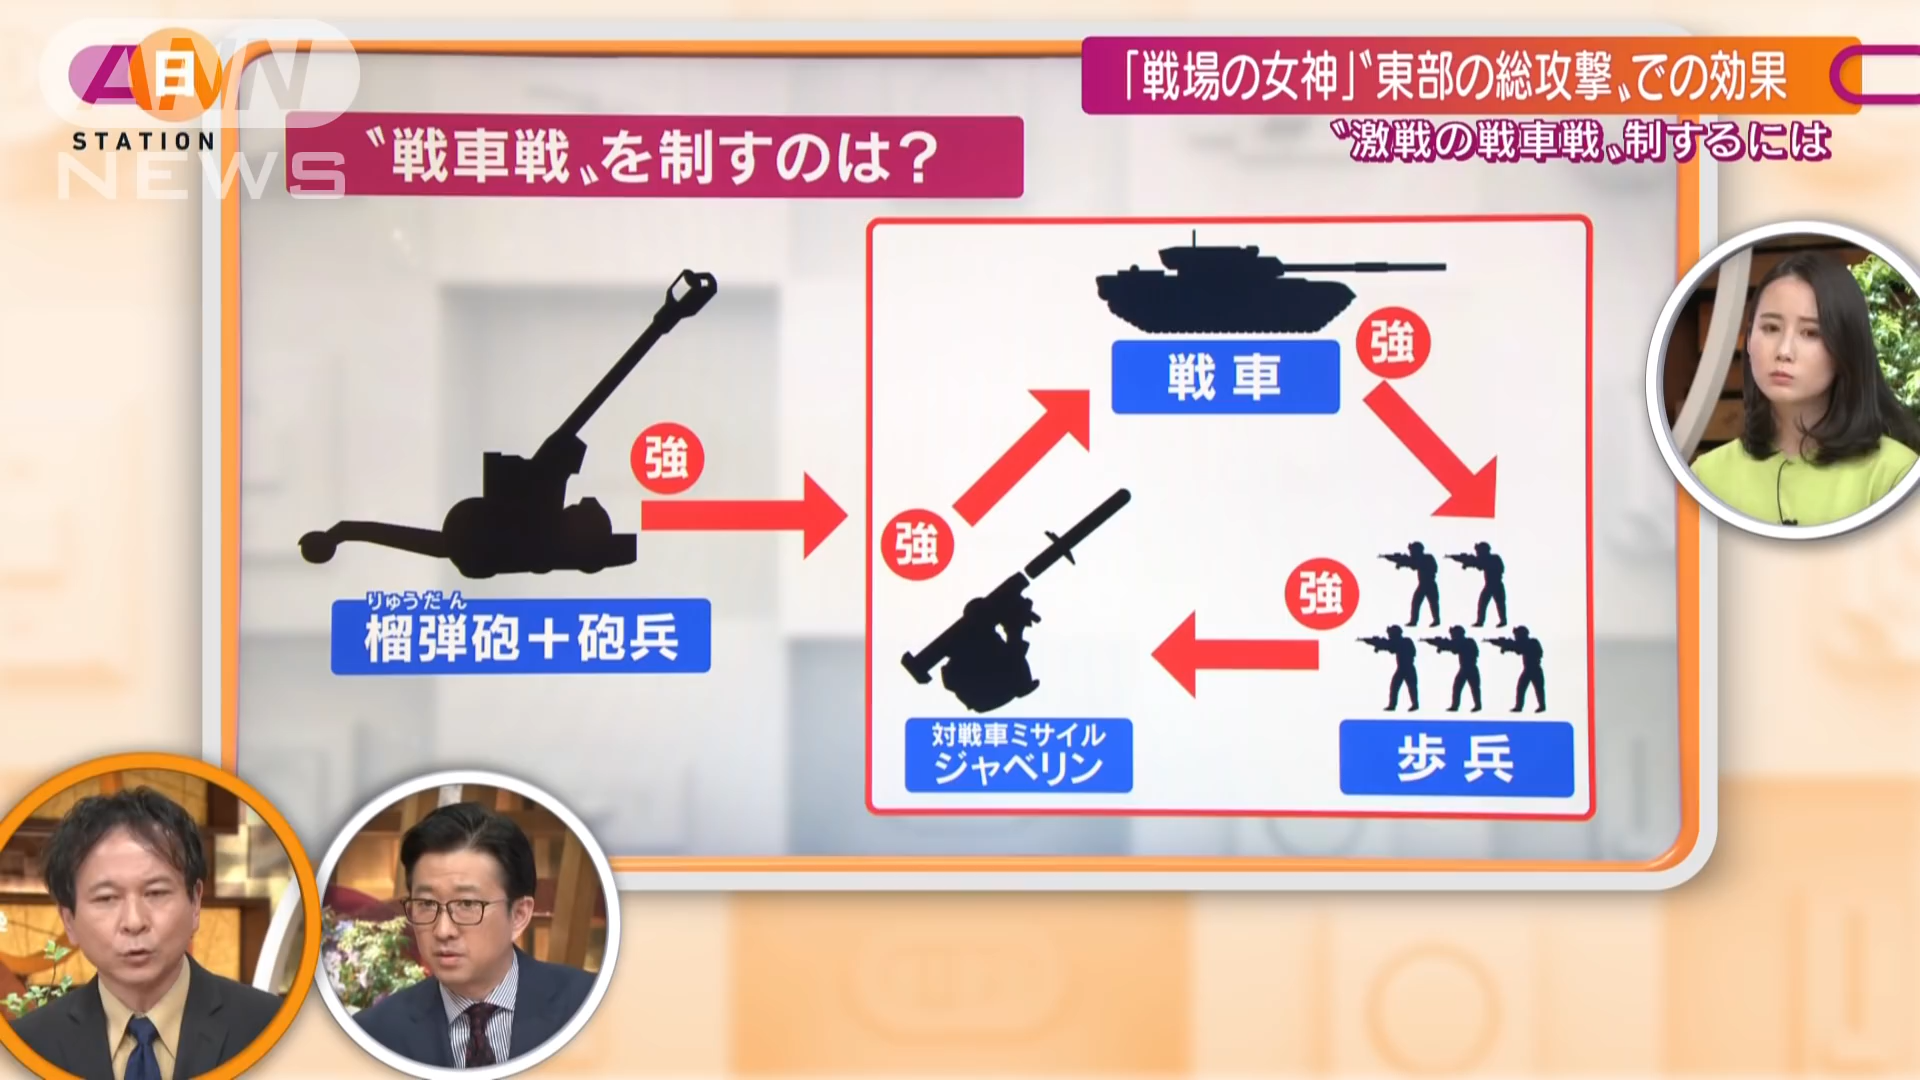 ANN
NEWS
日
STATION
「戦場の女神」〝東部の総攻撃〟での効果
〝激戦の戦車戦〟制するには
〝戦車戦〟を制すのは？
強
戦車
強
強
強
りゅうだん
榴弾砲＋砲兵
対戦車ミサイル
ジャベリン
歩兵